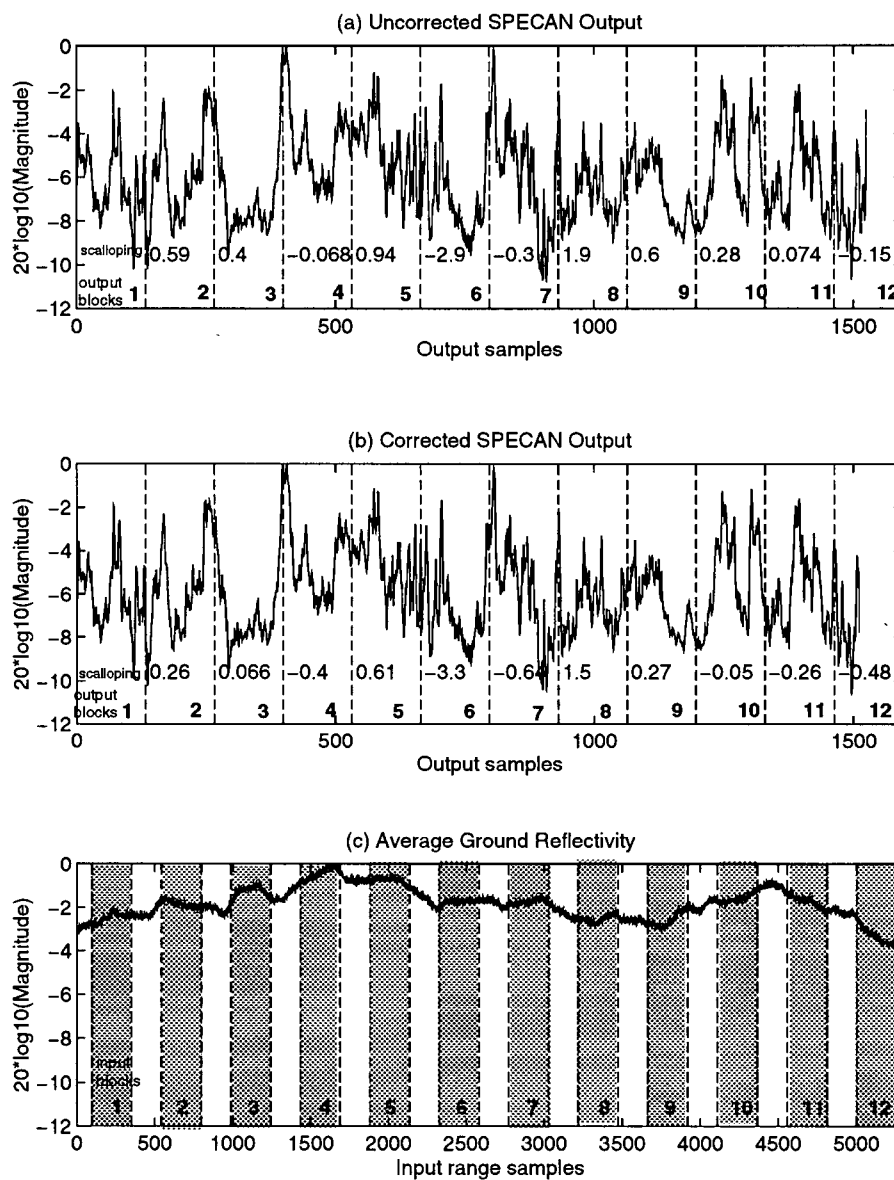 (a) Uncorrected SPECAN Output
20*log10(Magnitude)
0
−2
−4
−6
−8
−10
−12
scalloping 0.59 0.4 −0.068 0.94 −2.9 −0.3 1.9 0.6 0.28 0.074 −0.15
output
blocks 1 2 3 4 5 6 7 8 9 10 11 12
0 500 1000 1500
Output samples
(b) Corrected SPECAN Output
20*log10(Magnitude)
0
−2
−4
−6
−8
−10
−12
scalloping 0.26 0.066 −0.4 0.61 −3.3 −0.64 1.5 0.27 −0.05 −0.26 −0.48
output
blocks 1 2 3 4 5 6 7 8 9 10 11 12
0 500 1000 1500
Output samples
(c) Average Ground Reflectivity
20*log10(Magnitude)
0
−2
−4
−6
−8
−10
−12
input
blocks
1 2 3 4 5 6 7 8 9 10 11 12
0 500 1000 1500 2000 2500 3000 3500 4000 4500 5000
Input range samples